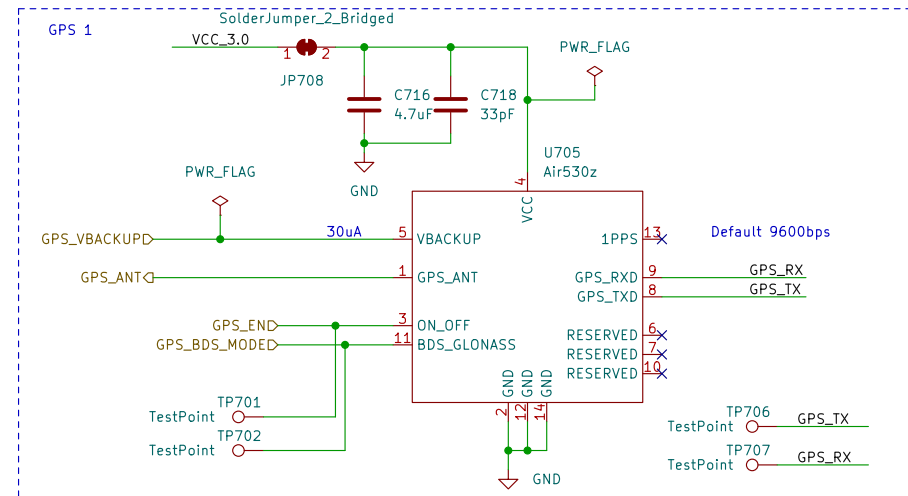 SolderJumper_2_Bridged
GPS 1
VCC_3.0
1
2
PWR_FLAG
JP708
C716
4.7uF
C718
33pF
GND
U705
Air530z
4
VCC
PWR_FLAG
GPS_VBACKUP
30uA
5
VBACKUP
1PPS
13
Default 9600bps
GPS_ANT
1
GPS_ANT
GPS_RXD
9
GPS_RX
GPS_TXD
8
GPS_TX
GPS_EN
3
ON_OFF
RESERVED
6
GPS_BDS_MODE
11
BDS_GLONASS
RESERVED
7
RESERVED
10
GND
GND
GND
2
12
14
TP701
TestPoint
TP702
TestPoint
GND
TP706
TestPoint
GPS_TX
TP707
TestPoint
GPS_RX